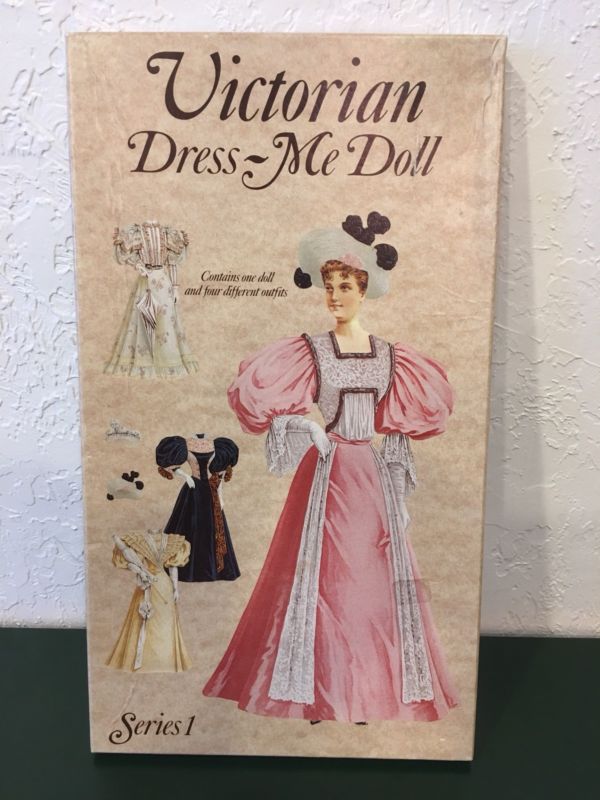 Victorian
Dress~Me Doll
Contains one doll
and four different outfits
Series 1